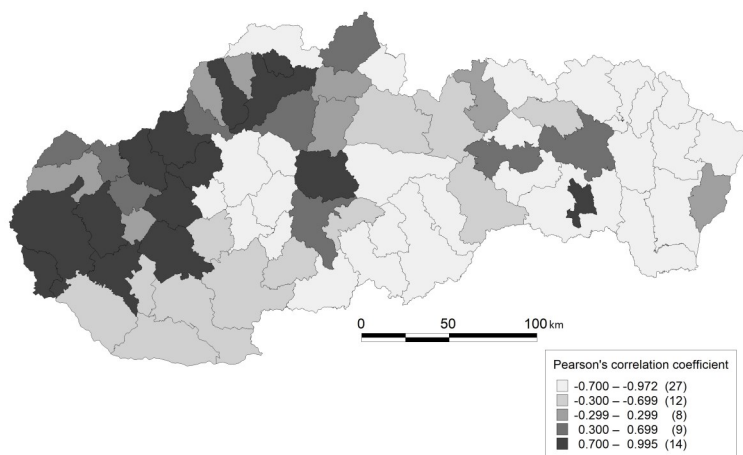 0 50 100 km
Pearson's correlation coefficient
-0.700 – -0.972 (27)
-0.300 – -0.699 (12)
-0.299 – 0.299 (8)
0.300 – 0.699 (9)
0.700 – 0.995 (14)